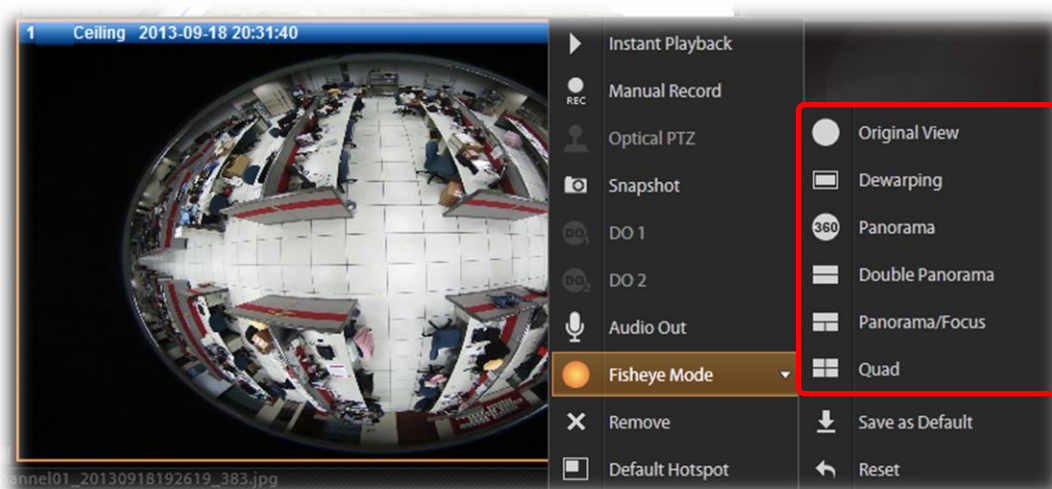 1 Ceiling 2013-09-18 20:31:40
Instant Playback
REC
Manual Record
Optical PTZ
Snapshot
DO1 DO 1
DO2 DO 2
Audio Out
Fisheye Mode
Remove
Default Hotspot
Original View
Dewarping
360 Panorama
Double Panorama
Panorama/Focus
Quad
Save as Default
Reset
annel01_20130918192619_383.jpg